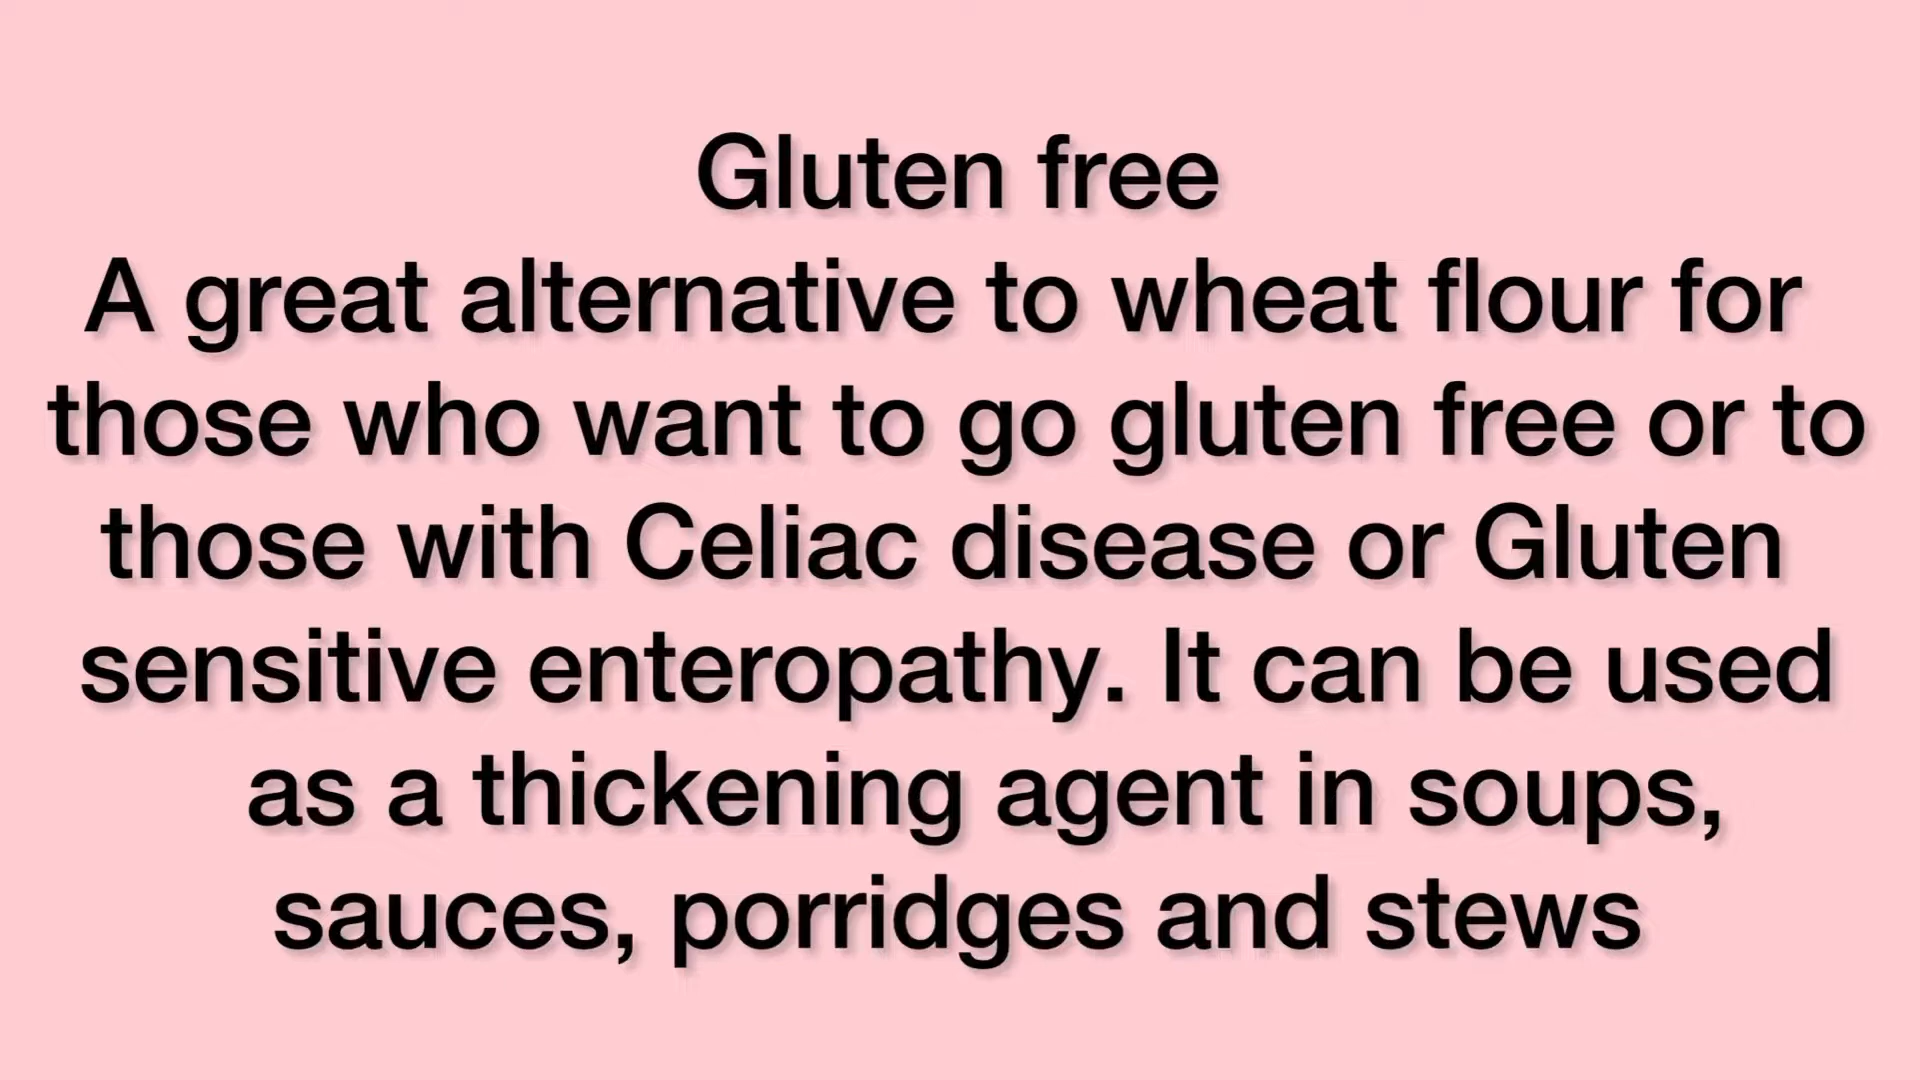 Gluten free
A great alternative to wheat flour for
those who want to go gluten free or to
those with Celiac disease or Gluten
sensitive enteropathy. It can be used
as a thickening agent in soups,
sauces, porridges and stews